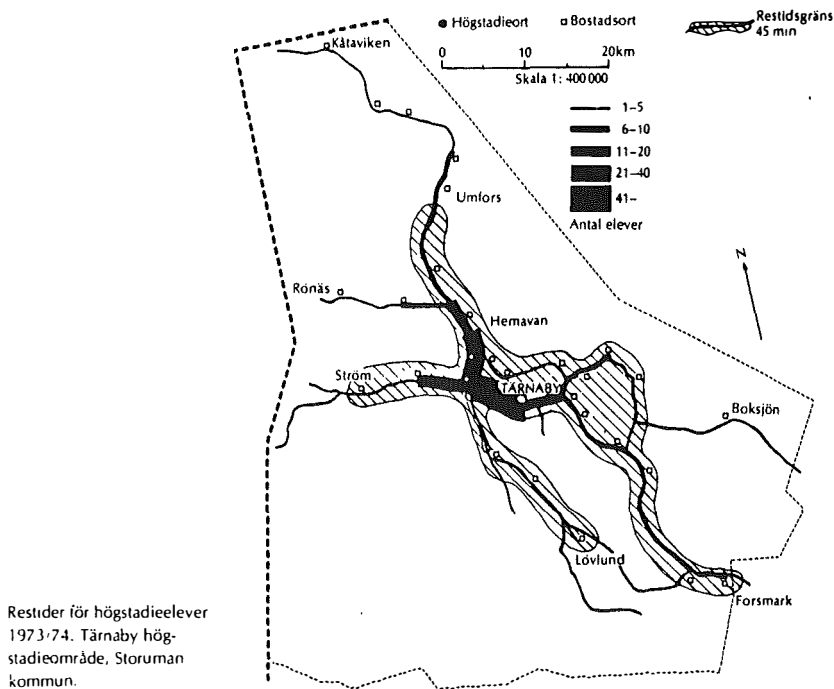 Högstadieort
Bostadsort
Restidsgräns
45 min
0 10 20km
Skala 1: 400 000
1-5
6-10
11-20
21-40
41-
Antal elever
N
Kåtaviken
Umfors
Rönäs
Hemavan
Ström
TÄRNABY
Boksjön
Lövlund
Forsmark
Restider för högstadieelever
1973/74. Tärnaby hög-
stadieområde, Storuman
kommun.